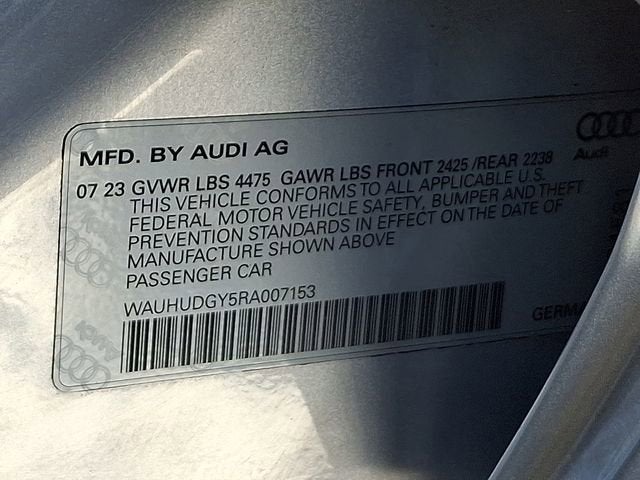 MFD. BY AUDI AG
Audi
07 23 GVWR LBS 4475 GAWR LBS FRONT 2425 /REAR 2238
THIS VEHICLE CONFORMS TO ALL APPLICABLE U.S.
FEDERAL MOTOR VEHICLE SAFETY, BUMPER AND THEFT
PREVENTION STANDARDS IN EFFECT ON THE DATE OF
MANUFACTURE SHOWN ABOVE
PASSENGER CAR
WAUHUDGY5RA007153